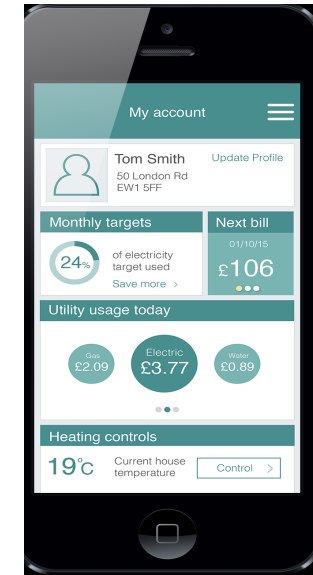 My account
Tom Smith
Update Profile
50 London Rd
EW1 5FF
Monthly targets
24%
of electricity
target used
Save more >
Next bill
01/10/15
£106
Utility usage today
Gas
£2.09
Electric
£3.77
Water
£0.89
Heating controls
19°c
Current house
temperature
Control >